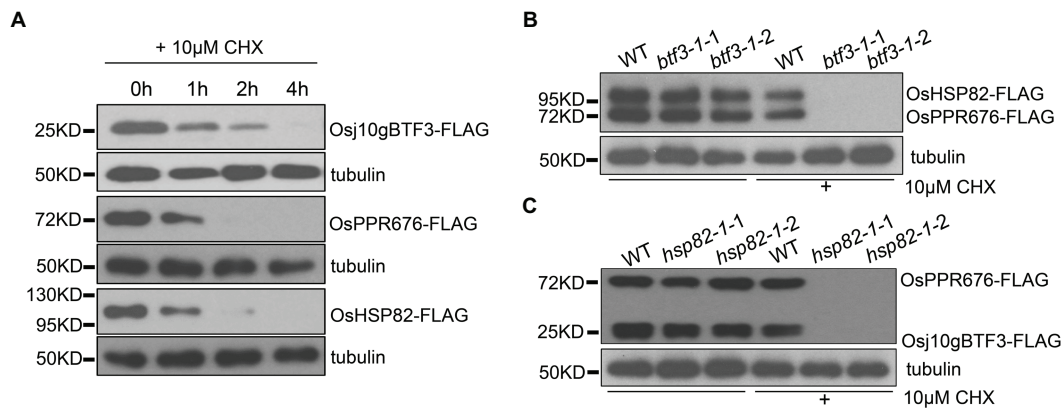 A
+ 10μM CHX
0h 1h 2h 4h
25KD
Osj10gBTF3-FLAG
50KD
tubulin
72KD
OsPPR676-FLAG
50KD
tubulin
130KD
95KD
OsHSP82-FLAG
50KD
tubulin
B
WT btf3-1-1 btf3-1-2 WT btf3-1-1 btf3-1-2
95KD
OsHSP82-FLAG
72KD
OsPPR676-FLAG
50KD
tubulin
+ 10μM CHX
C
WT hsp82-1-1 hsp82-1-2 WT hsp82-1-1 hsp82-1-2
72KD
OsPPR676-FLAG
25KD
Osj10gBTF3-FLAG
50KD
tubulin
+ 10μM CHX